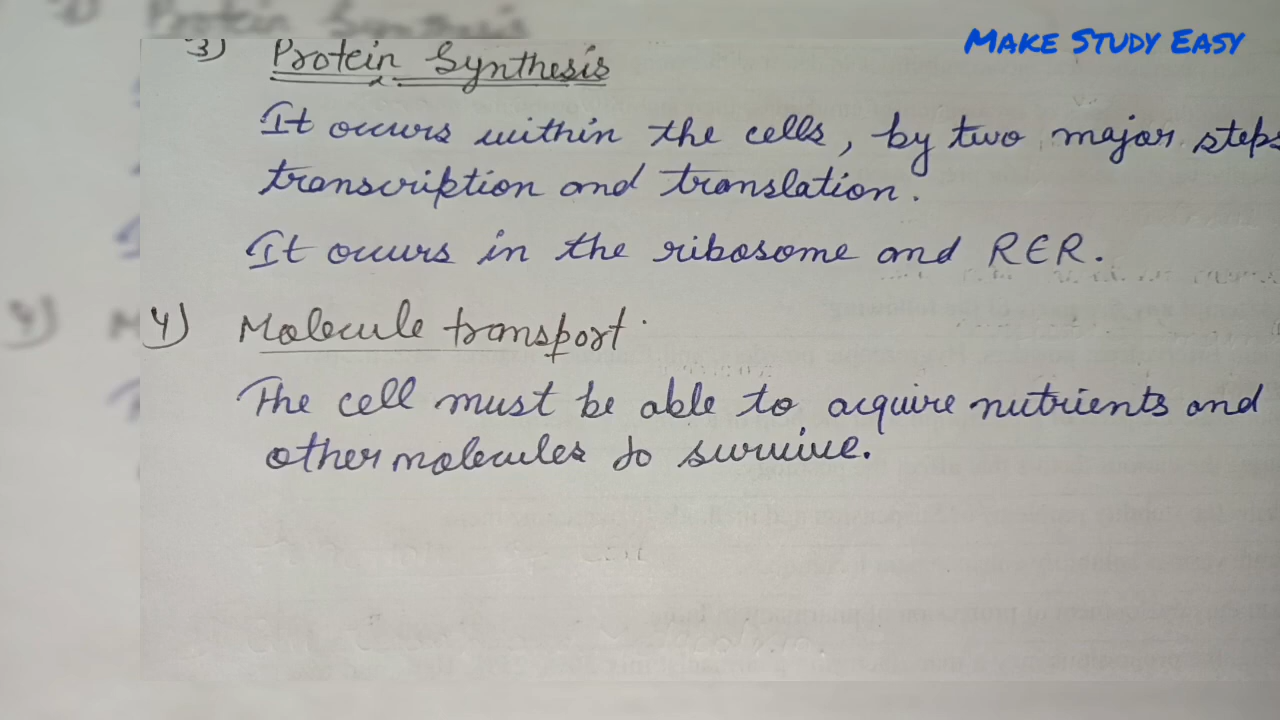 MAKE STUDY EASY
3) Protein Synthesis
It occurs within the cells, by two major steps
transcription and translation.
It occurs in the ribosome and RER.
4) Molecule transport.
The cell must be able to acquire nutrients and
other molecules to survive.